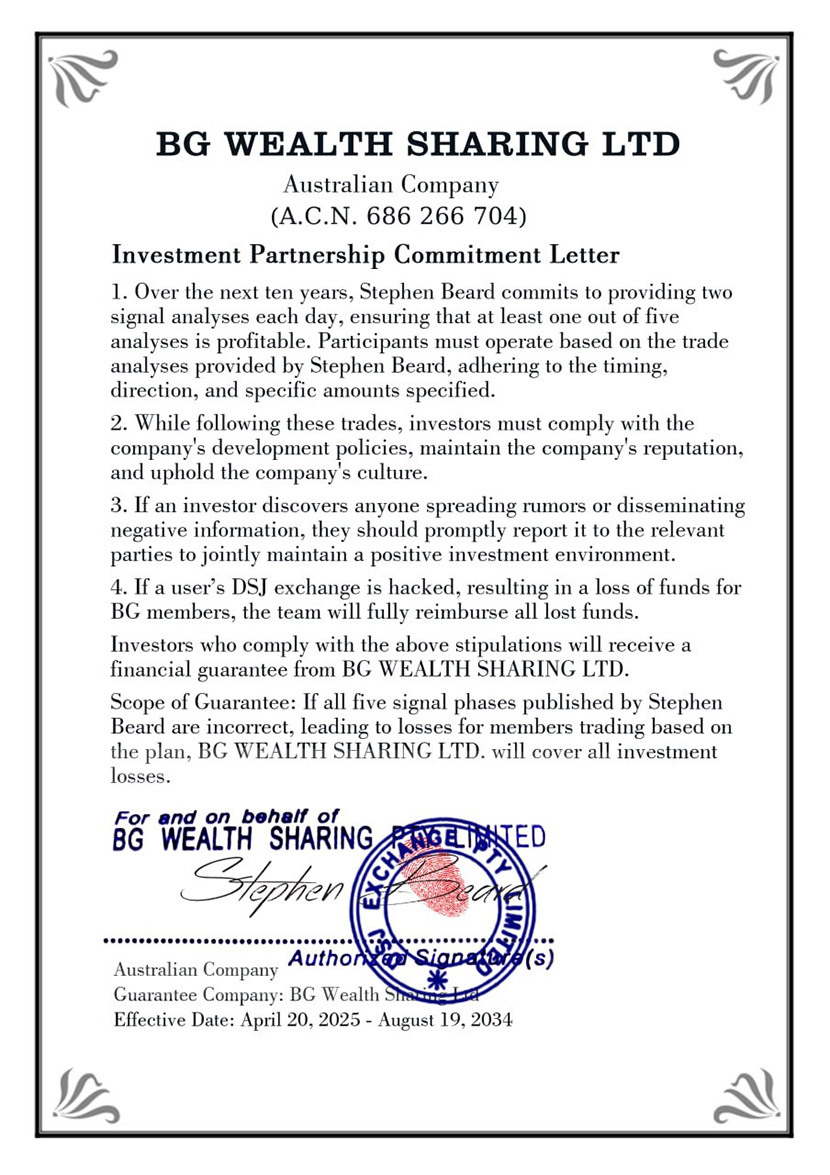 BG WEALTH SHARING LTD
Australian Company
(A.C.N. 686 266 704)
Investment Partnership Commitment Letter
1. Over the next ten years, Stephen Beard commits to providing two
signal analyses each day, ensuring that at least one out of five
analyses is profitable. Participants must operate based on the trade
analyses provided by Stephen Beard, adhering to the timing,
direction, and specific amounts specified.
2. While following these trades, investors must comply with the
company's development policies, maintain the company's reputation,
and uphold the company's culture.
3. If an investor discovers anyone spreading rumors or disseminating
negative information, they should promptly report it to the relevant
parties to jointly maintain a positive investment environment.
4. If a user’s DSJ exchange is hacked, resulting in a loss of funds for
BG members, the team will fully reimburse all lost funds.
Investors who comply with the above stipulations will receive a
financial guarantee from BG WEALTH SHARING LTD.
Scope of Guarantee: If all five signal phases published by Stephen
Beard are incorrect, leading to losses for members trading based on
the plan, BG WEALTH SHARING LTD. will cover all investment
losses.
For and on behalf of
BG WEALTH SHARING PTY LIMITED
Stephen Beard
DSJ EXCHANGE PTY LIMITED
Authorized Signature(s)
Australian Company
Guarantee Company: BG Wealth Sharing Ltd
Effective Date: April 20, 2025 - August 19, 2034